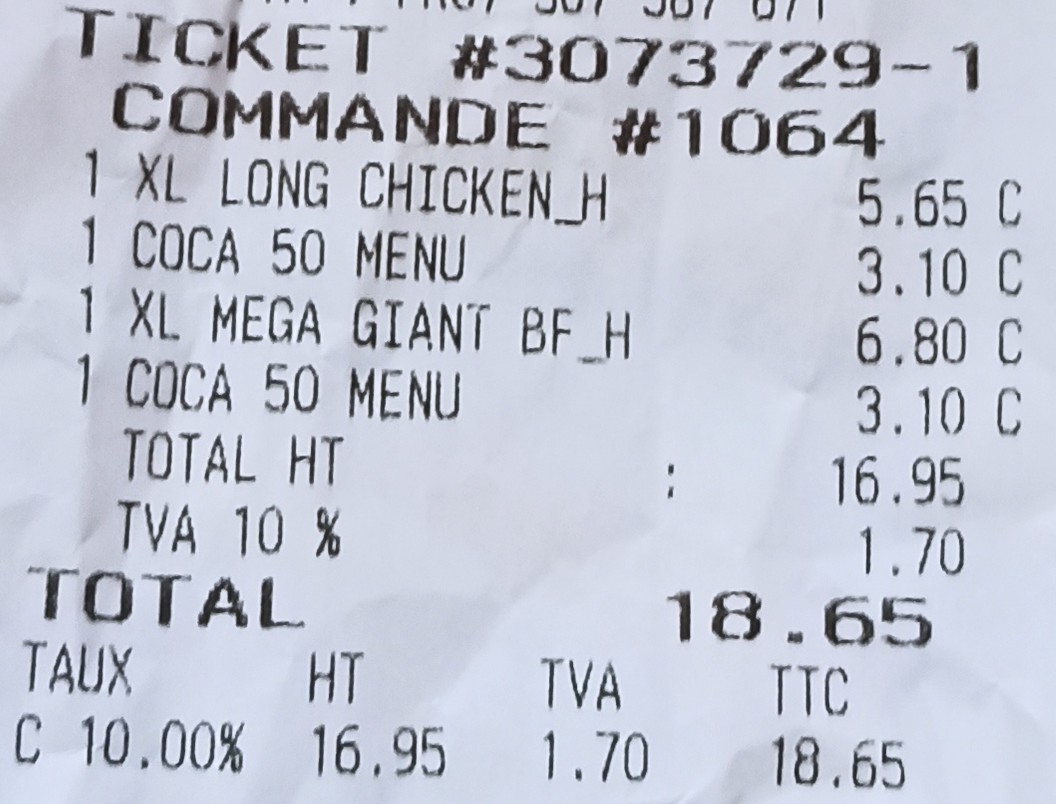 TICKET #3073729-1
COMMANDE #1064
1 XL LONG CHICKEN_H 5.65 C
1 COCA 50 MENU 3.10 C
1 XL MEGA GIANT BF_H 6.80 C
1 COCA 50 MENU 3.10 C
TOTAL HT : 16.95
TVA 10 % 1.70
TOTAL 18.65
TAUX HT TVA TTC
C 10.00% 16.95 1.70 18.65